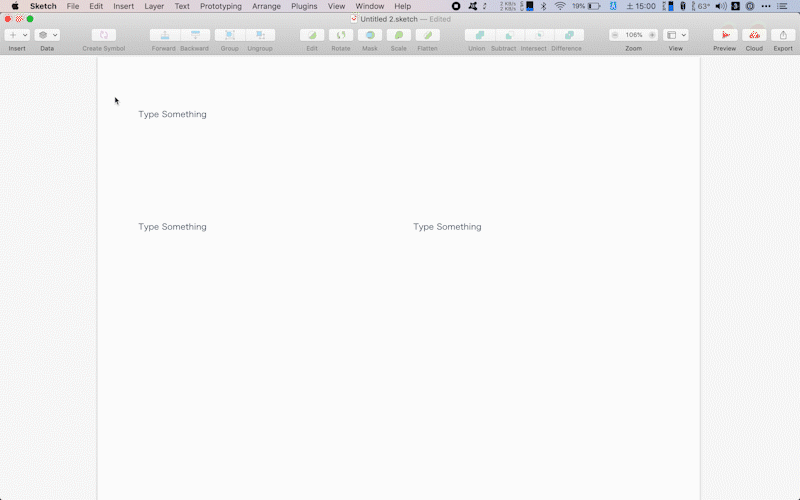 Sketch File Edit Insert Layer Text Prototyping Arrange Plugins View Window Help 2 KB/s 2 KB/s 19% 土 15:00 63° 3
Untitled 2.sketch — Edited
106%
Insert Data Create Symbol Forward Backward Group Ungroup Edit Rotate Mask Scale Flatten Union Subtract Intersect Difference Zoom View Preview Cloud Export
Type Something
Type Something Type Something